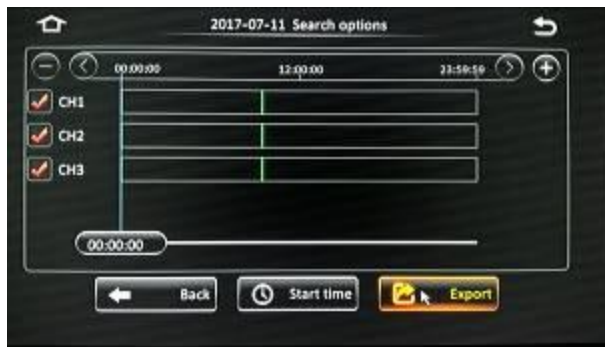 2017-07-11 Search options
00:00:00 12:00:00 23:59:59
CH1
CH2
CH3
00:00:00
Back Start time Export